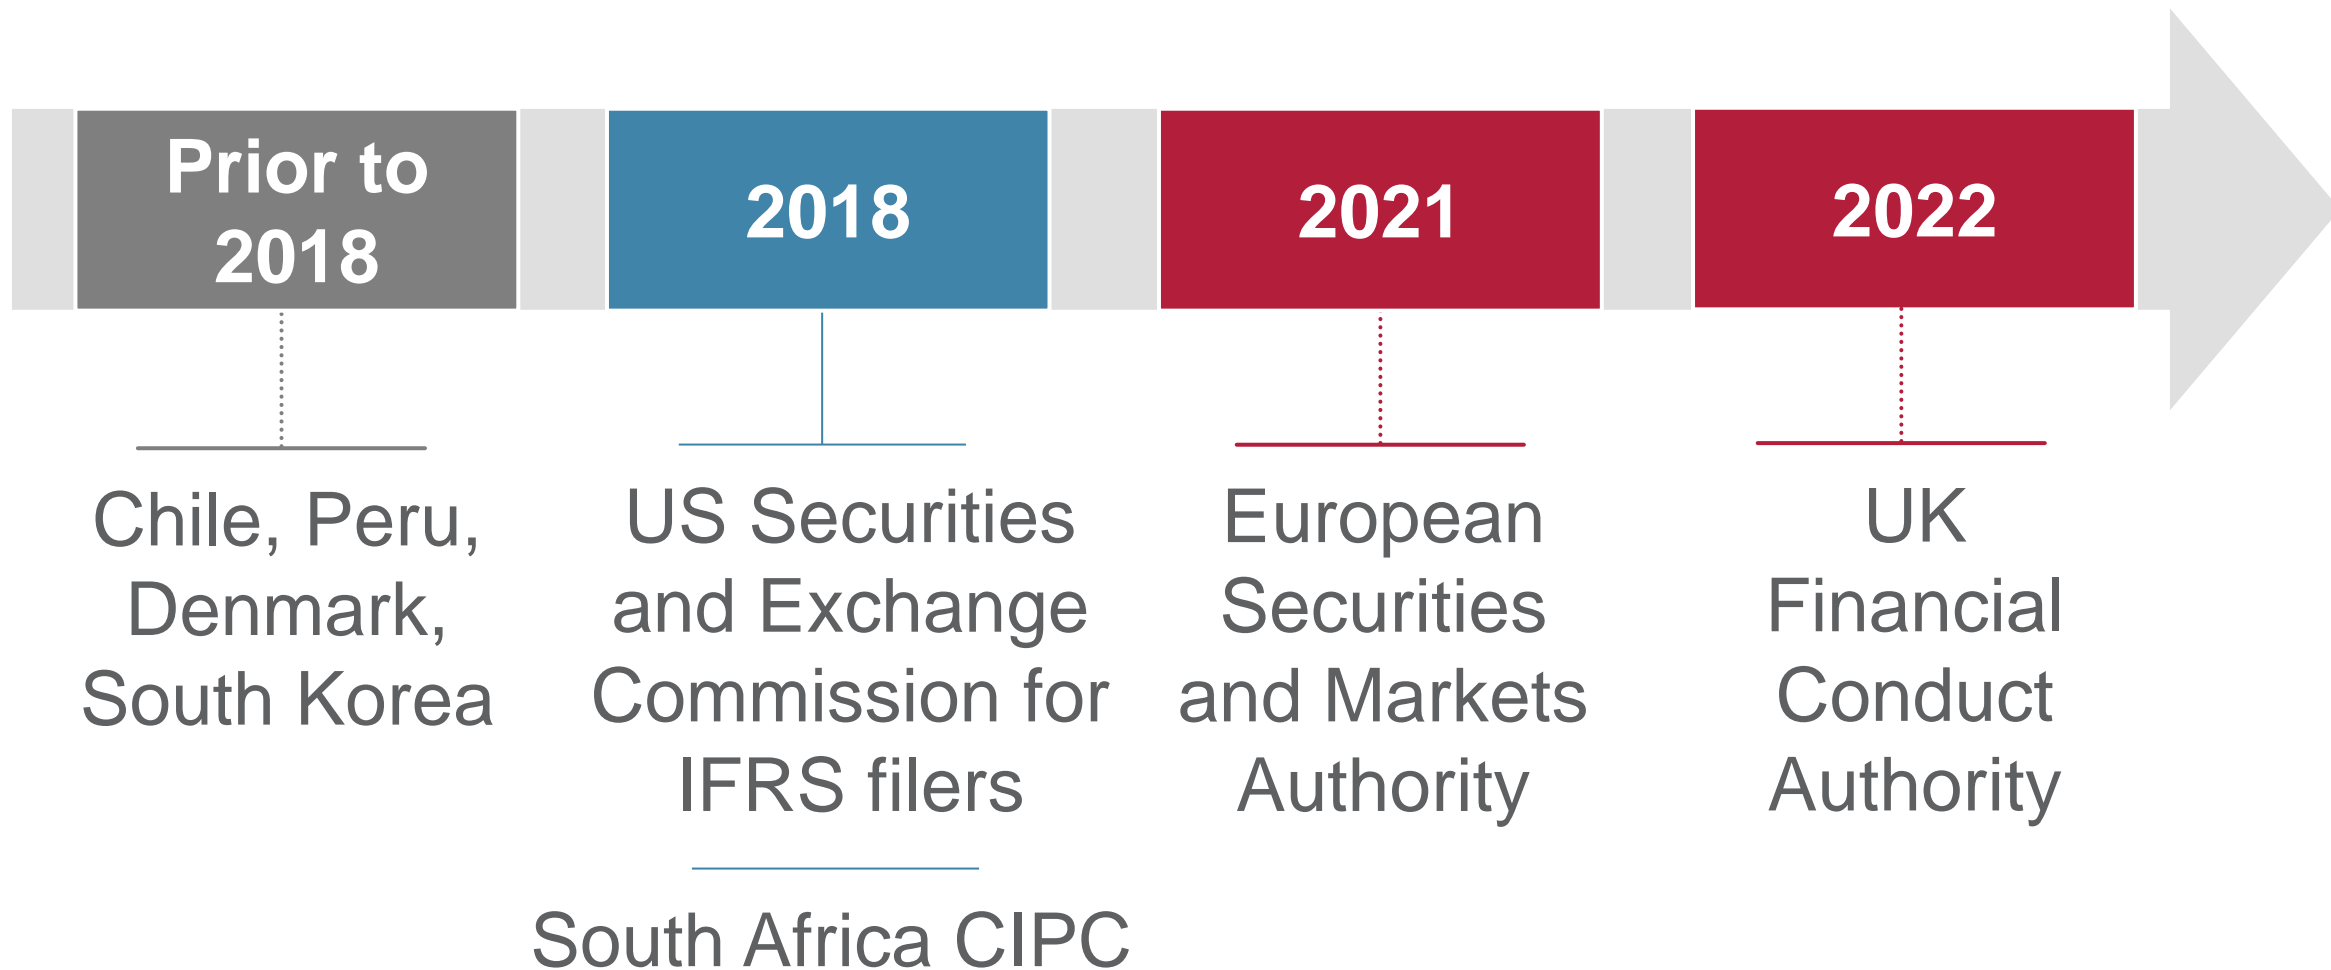 Prior to
2018
2018
2021
2022
Chile, Peru,
Denmark,
South Korea
US Securities
and Exchange
Commission for
IFRS filers
South Africa CIPC
European
Securities
and Markets
Authority
UK
Financial
Conduct
Authority